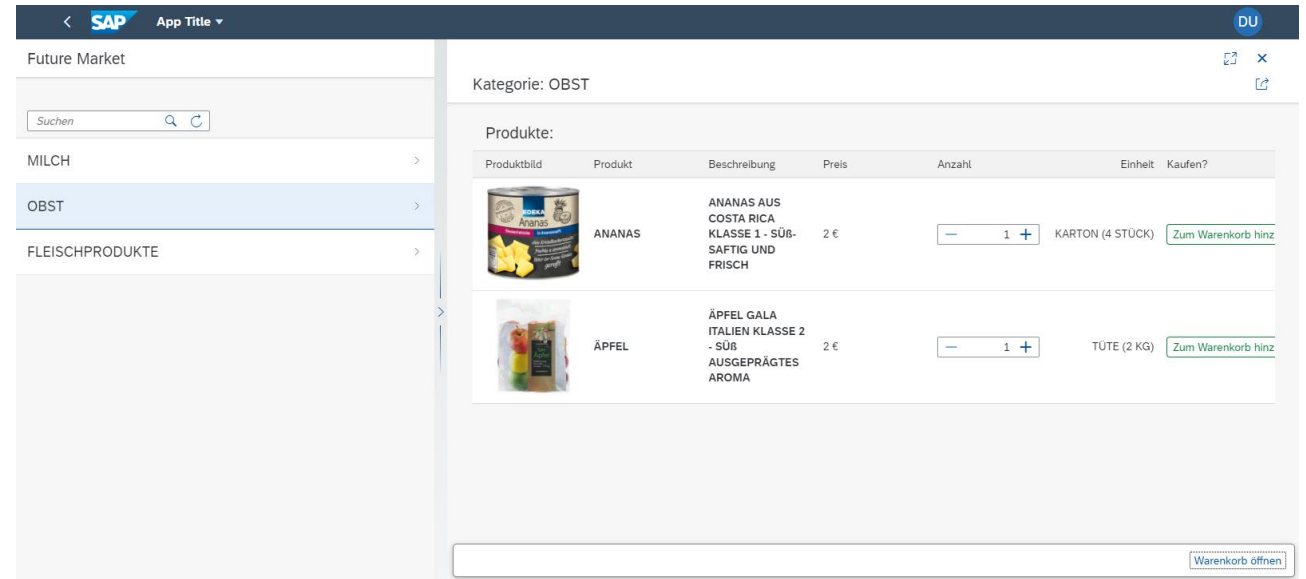 SAP App Title DU
Future Market
Kategorie: OBST
Suchen
Produkte:
MILCH
OBST
FLEISCHPRODUKTE
Produktbild Produkt Beschreibung Preis Anzahl Einheit Kaufen?
EDEKA
Ananas
ANANAS
ANANAS AUS
COSTA RICA
KLASSE 1 - SÜß-
SAFTIG UND
FRISCH
2 €
1
KARTON (4 STÜCK)
Zum Warenkorb hinz
ÄPFEL
ÄPFEL GALA
ITALIEN KLASSE 2
- SÜß
AUSGEPRÄGTES
AROMA
2 €
1
TÜTE (2 KG)
Zum Warenkorb hinz
Warenkorb öffnen